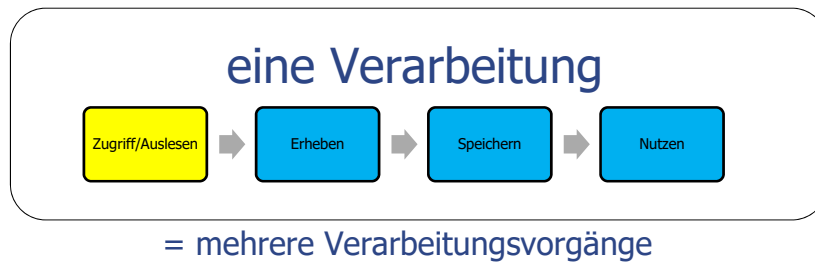 eine Verarbeitung
Zugriff/Auslesen
Erheben
Speichern
Nutzen
= mehrere Verarbeitungsvorgänge